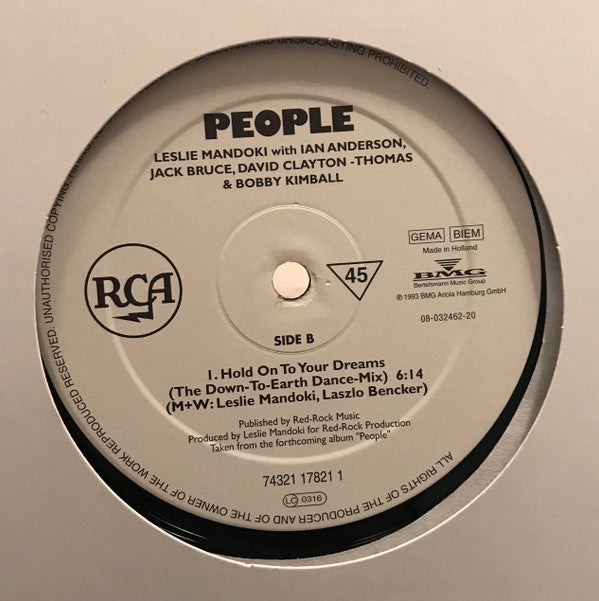 PEOPLE
LESLIE MANDOKI with IAN ANDERSON,
JACK BRUCE, DAVID CLAYTON -THOMAS
& BOBBY KIMBALL
RCA
45
GEMA BIEM
Made in Holland
BMG
Bertelsmann Music Group
℗ 1993 BMG Ariola Hamburg GmbH
08-032462-20
SIDE B
1. Hold On To Your Dreams
(The Down-To-Earth Dance-Mix) 6:14
(M+W: Leslie Mandoki, Laszlo Bencker)
Published by Red-Rock Music
Produced by Leslie Mandoki for Red-Rock Production
Taken from the forthcoming album "People"
74321 17821 1
LC 0316
ALL RIGHTS OF THE PRODUCER AND OF THE OWNER OF THE WORK REPRODUCED RESERVED. UNAUTHORISED COPYING, AND BROADCASTING PROHIBITED.